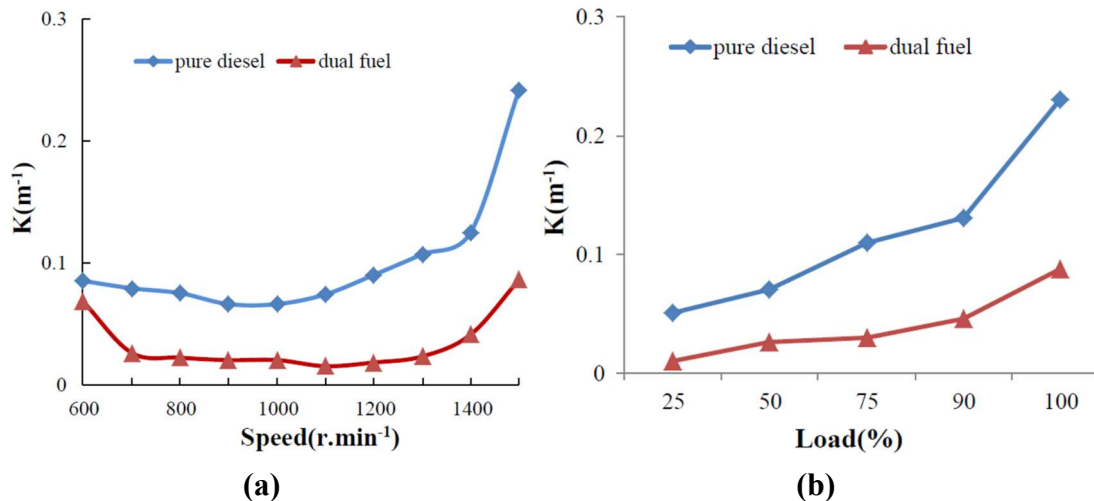 0.3
pure diesel dual fuel
0.2
K(m⁻¹)
0.1
0
600 800 1000 1200 1400
Speed(r.min⁻¹)
(a)
0.3
pure diesel dual fuel
0.2
K(m⁻¹)
0.1
0
25 50 75 90 100
Load(%)
(b)